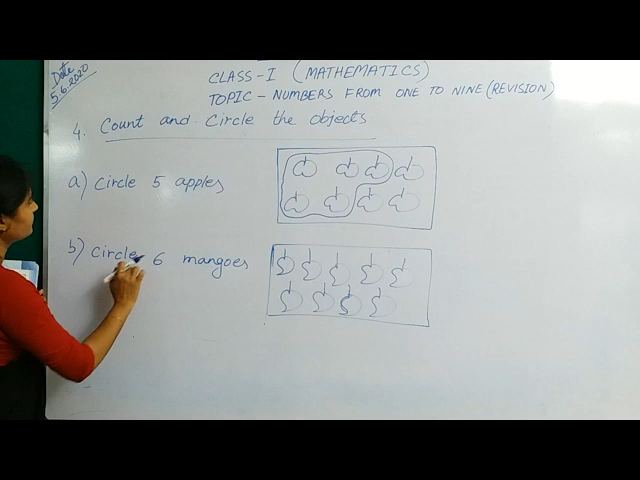 Date
5.6.2020
CLASS-I (MATHEMATICS)
TOPIC - NUMBERS FROM ONE TO NINE (REVISION)
4. Count and Circle the objects
a) Circle 5 apples
b) Circle 6 mangoes